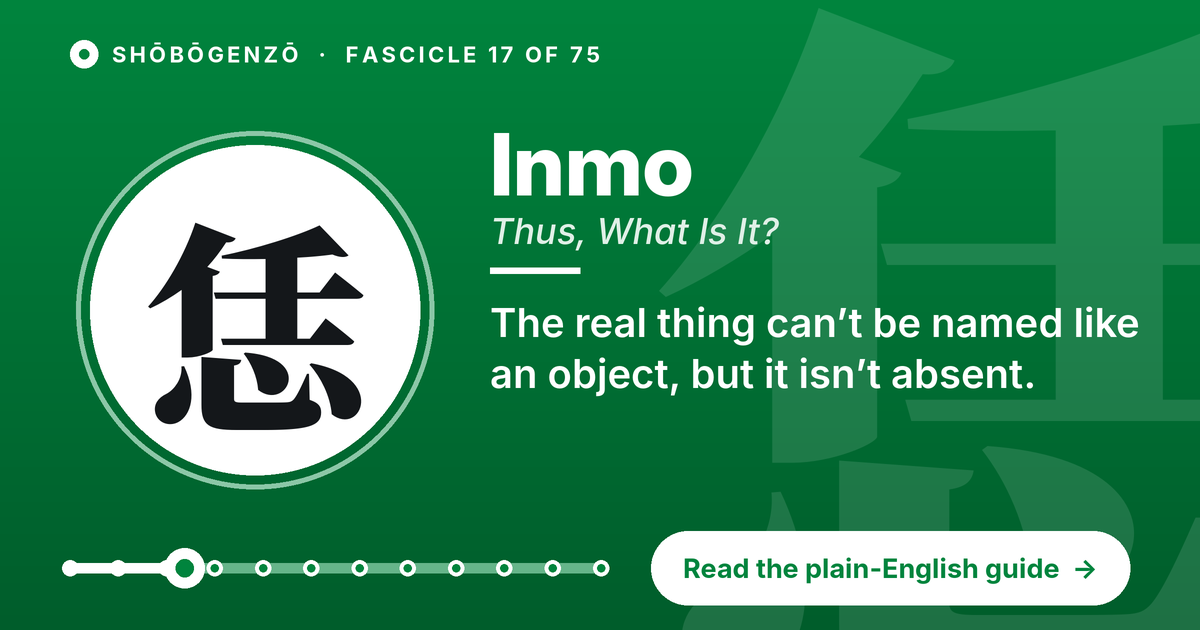 SHŌBŌGENZŌ · FASCICLE 17 OF 75
恁
Inmo
Thus, What Is It?
The real thing can’t be named like
an object, but it isn’t absent.
Read the plain-English guide →